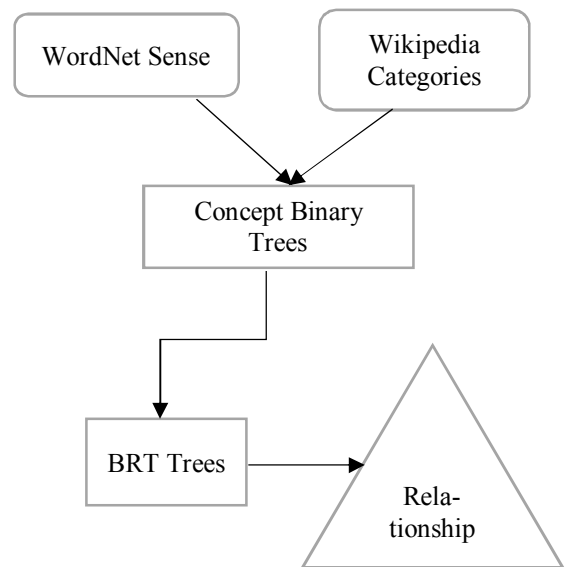 WordNet Sense
Wikipedia
Categories
Concept Binary
Trees
BRT Trees
Rela-
tionship